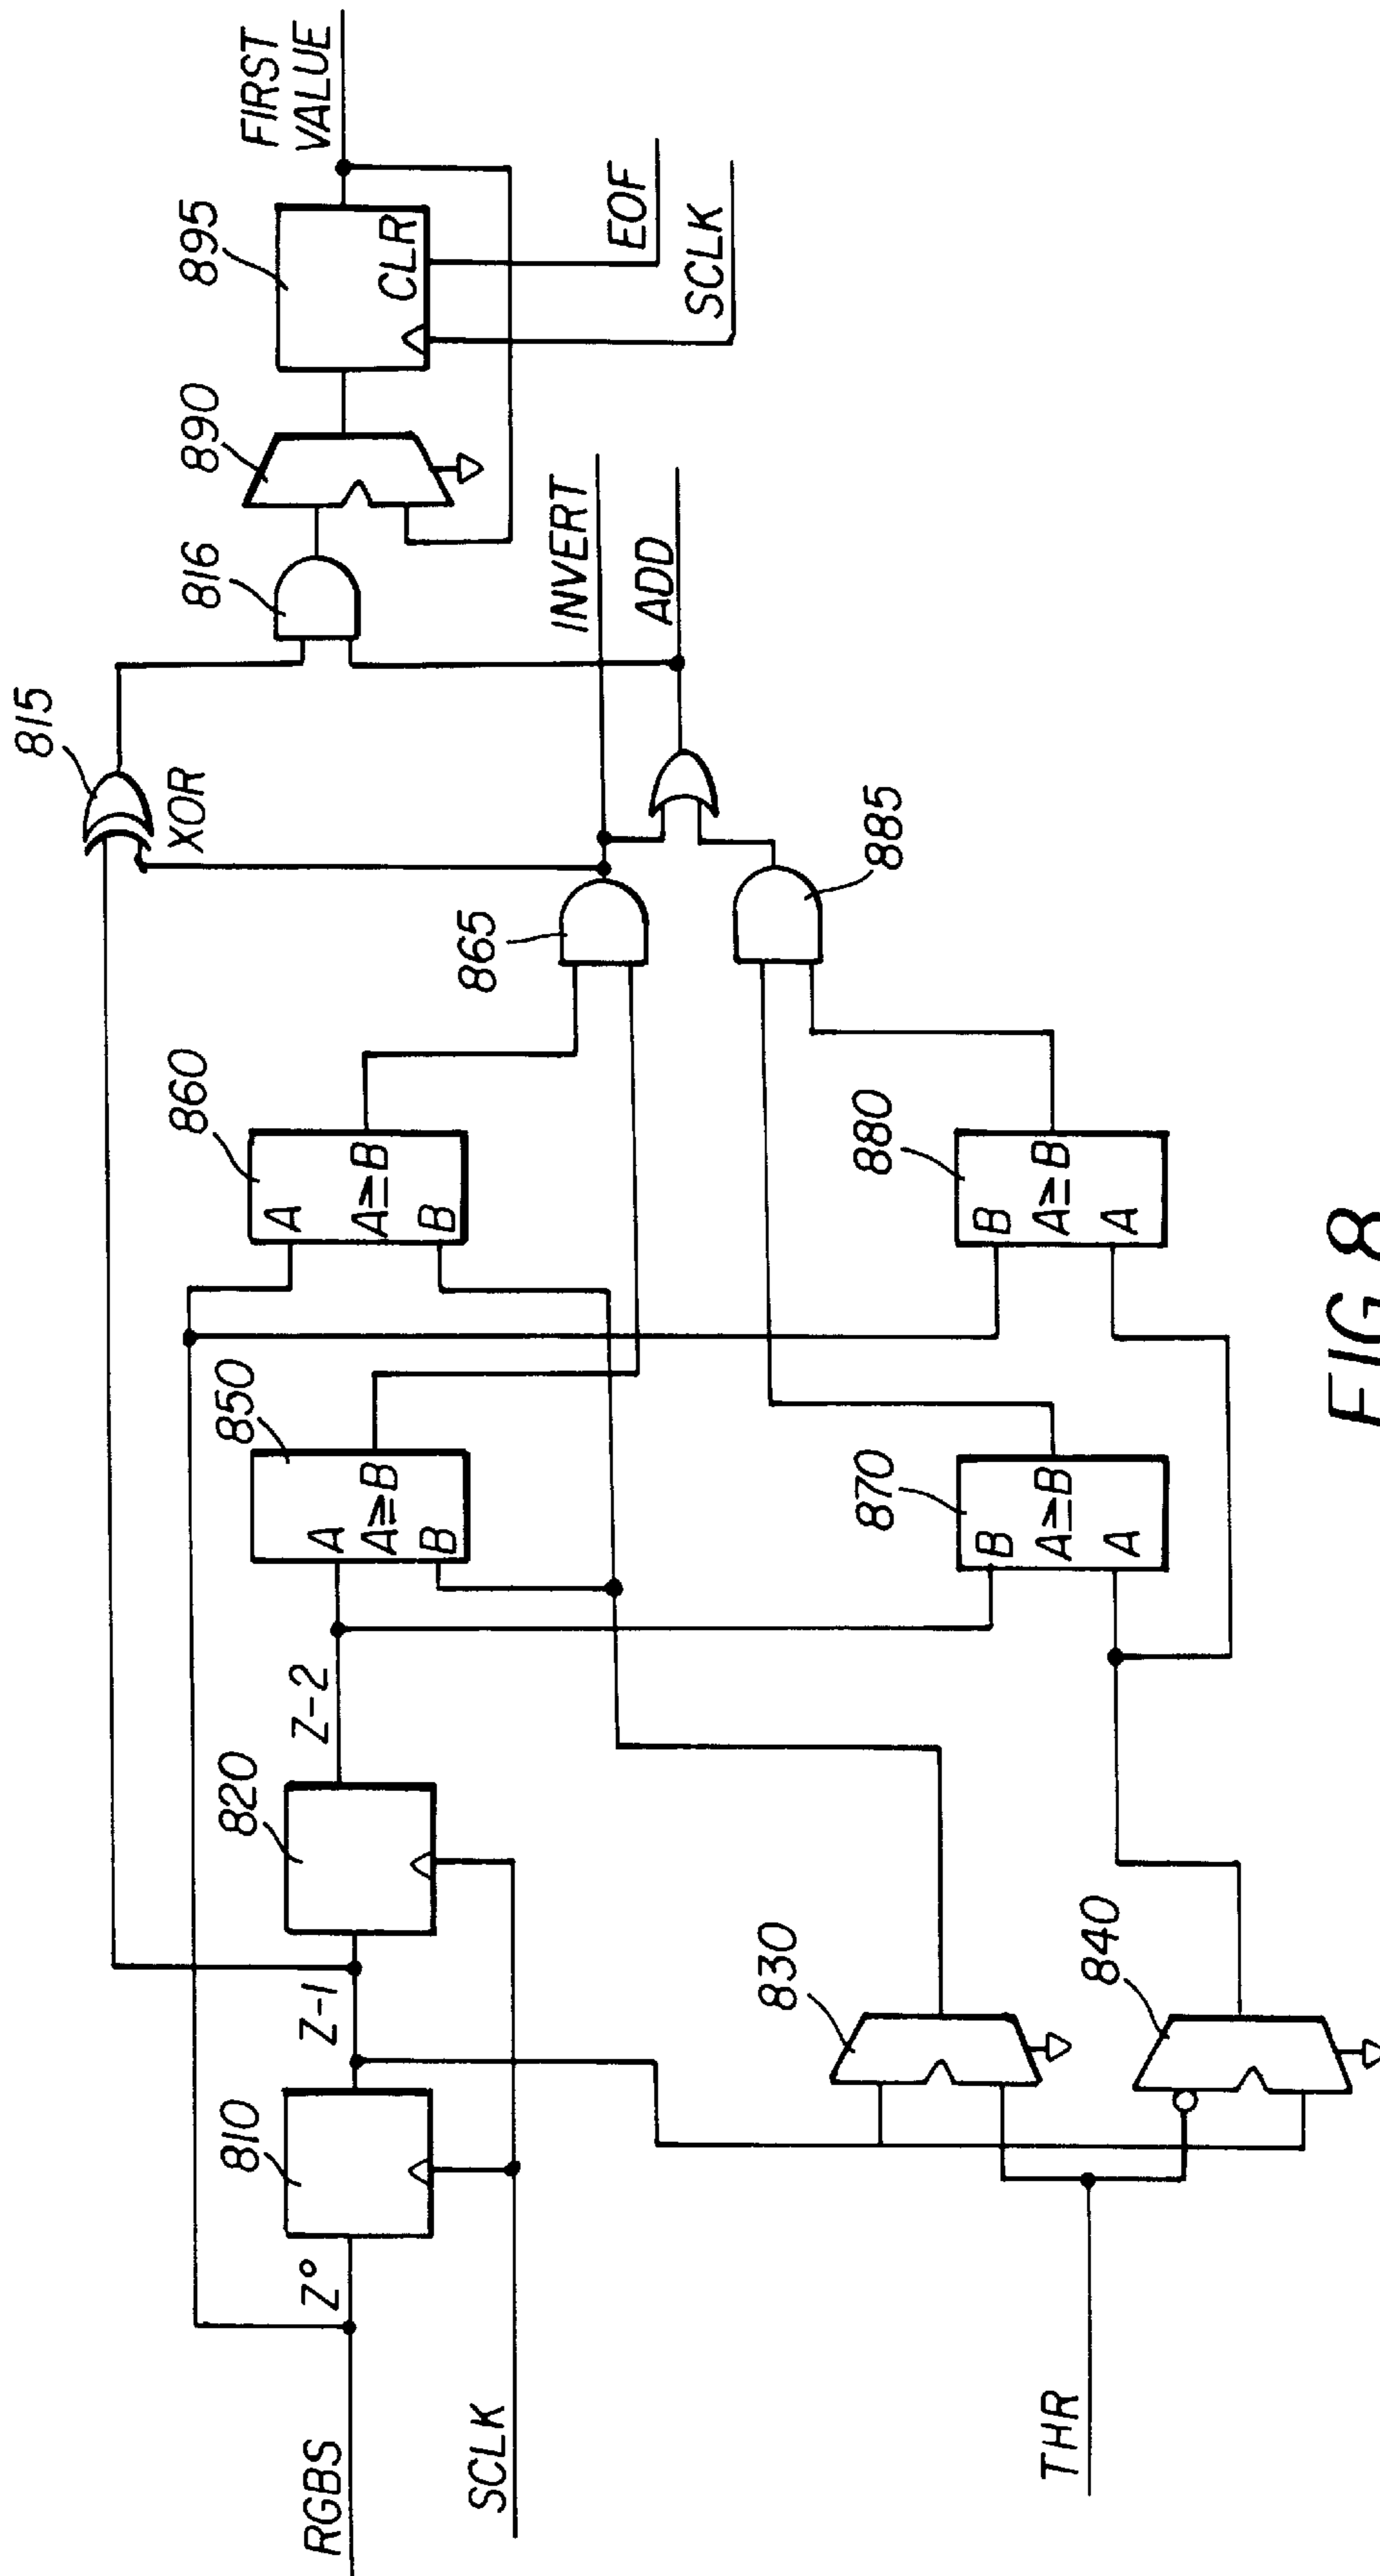 RGBS
Z°
810
Z-1
820
Z-2
SCLK
850
A
A≥B
B
860
A
A≥B
B
815
XOR
816
890
895
CLR
FIRST
VALUE
EOF
SCLK
865
INVERT
ADD
885
THR
830
840
870
B
A≥B
A
880
B
A≥B
A
FIG. 8